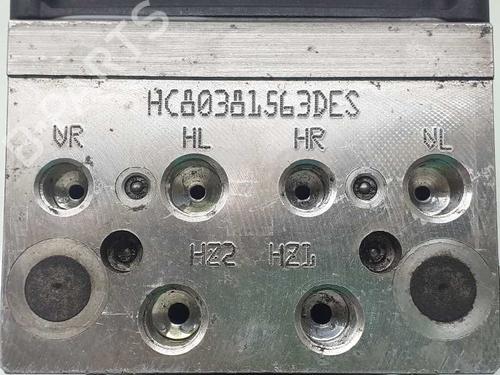 HC80381563DES
VR HL HR VL
HZ2 HZ1